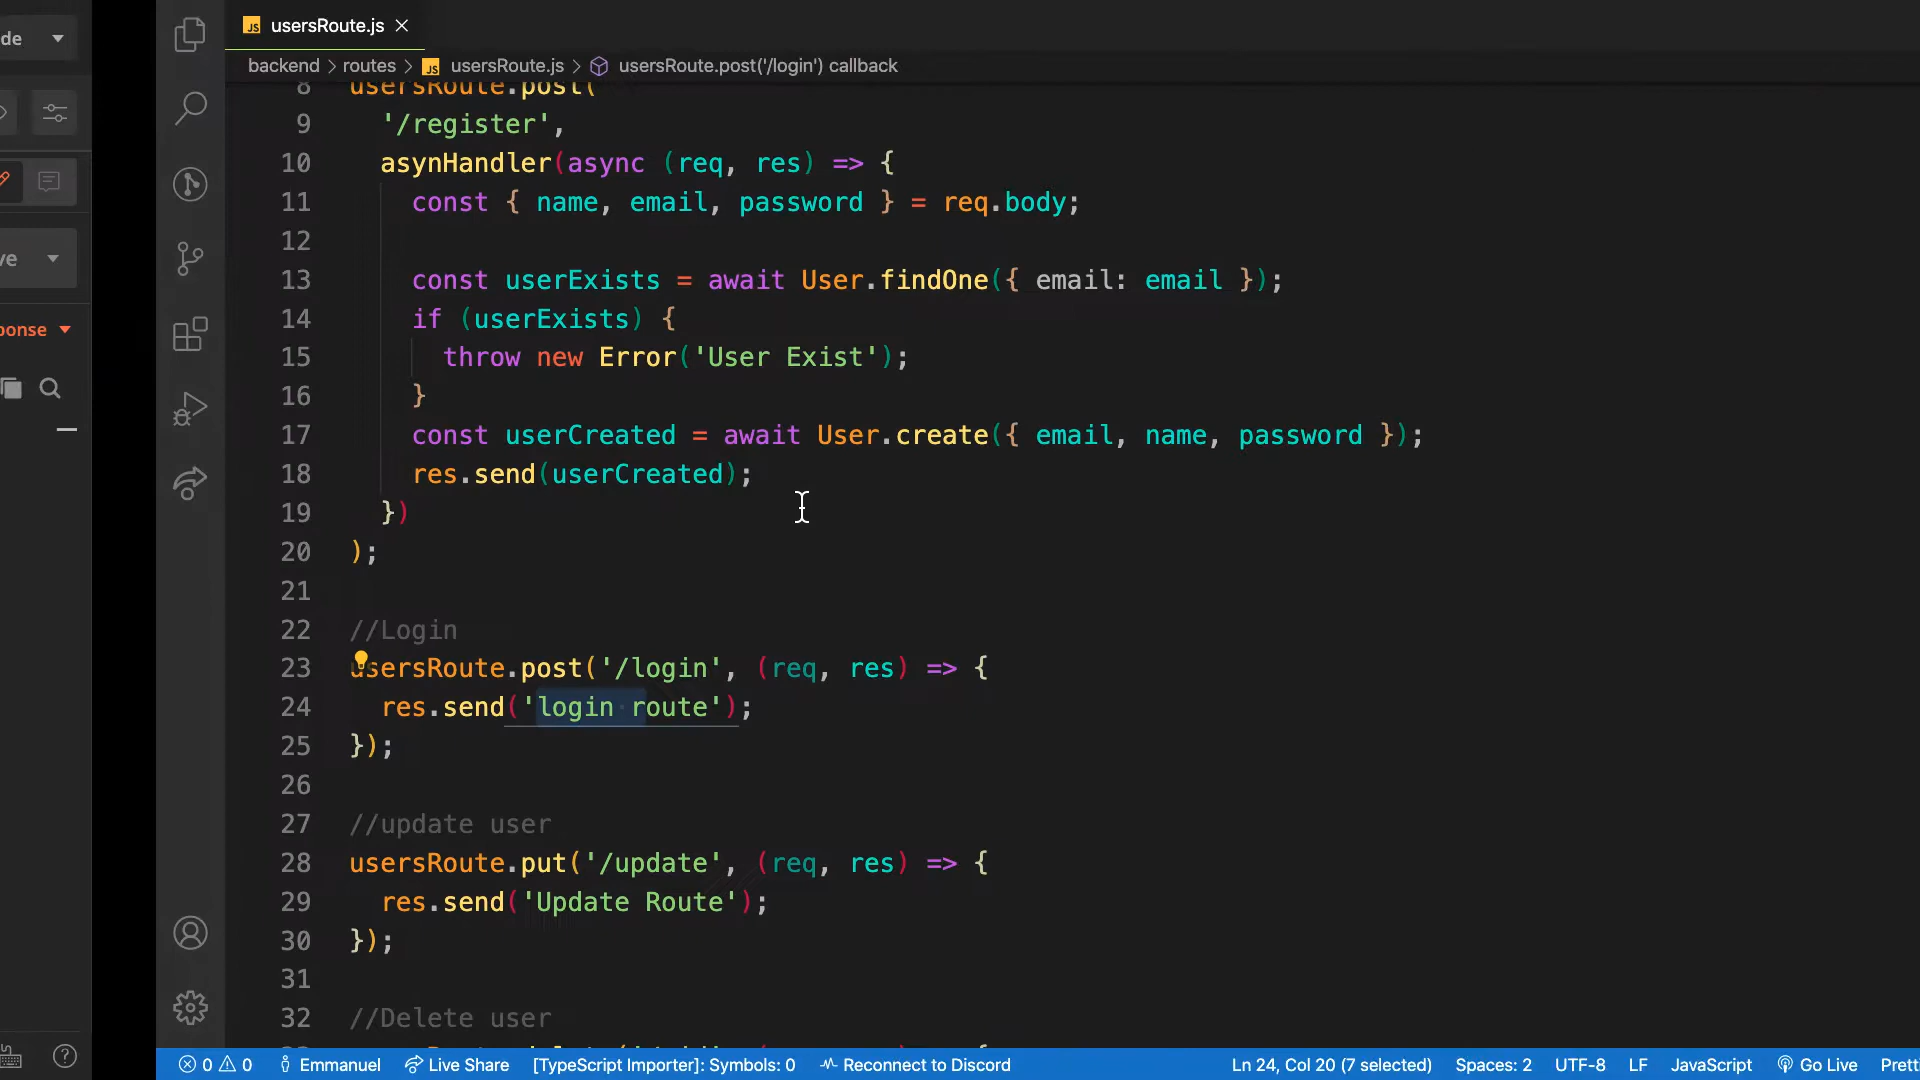 de
ve
ponse
JS usersRoute.js
backend > routes > JS usersRoute.js > usersRoute.post('/login') callback
8 usersRoute.post(
9 '/register',
10 asynHandler(async (req, res) => {
11 const { name, email, password } = req.body;
12
13 const userExists = await User.findOne({ email: email });
14 if (userExists) {
15 throw new Error('User Exist');
16 }
17 const userCreated = await User.create({ email, name, password });
18 res.send(userCreated);
19 })
20 );
21
22 //Login
23 usersRoute.post('/login', (req, res) => {
24 res.send('login route');
25 });
26
27 //update user
28 usersRoute.put('/update', (req, res) => {
29 res.send('Update Route');
30 });
31
32 //Delete user
0 0 Emmanuel Live Share [TypeScript Importer]: Symbols: 0 Reconnect to Discord Ln 24, Col 20 (7 selected) Spaces: 2 UTF-8 LF JavaScript Go Live Prett